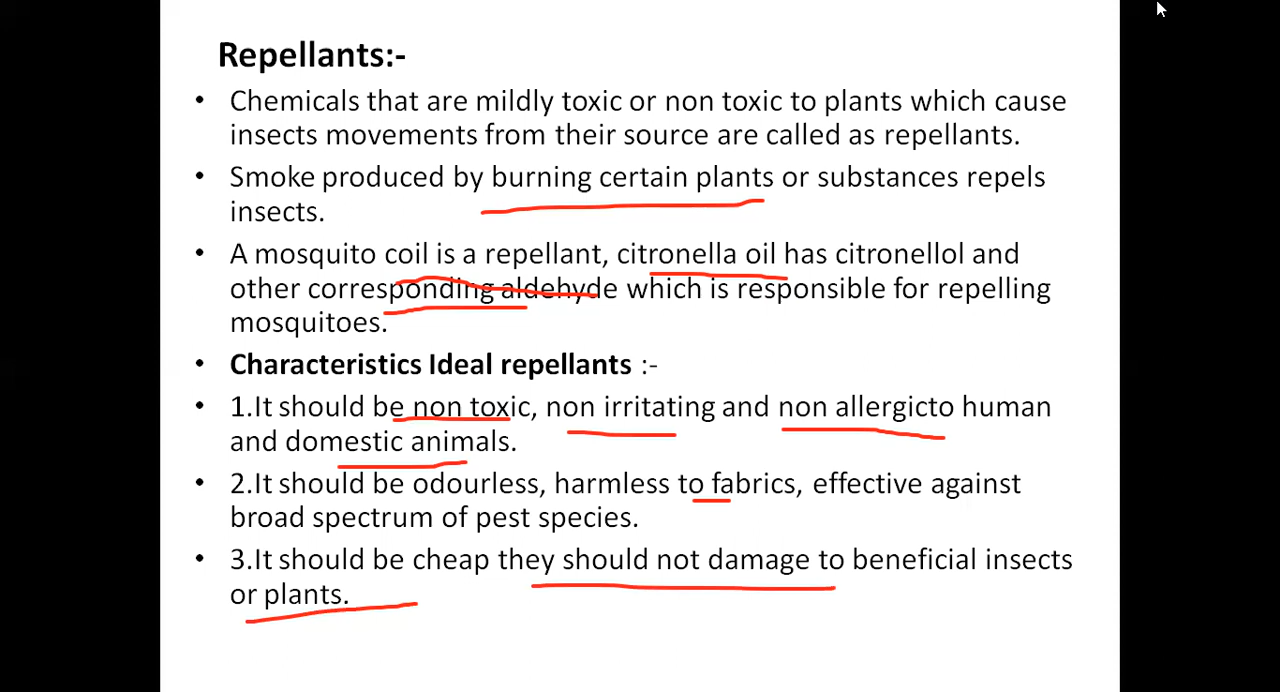 Repellants:-
• Chemicals that are mildly toxic or non toxic to plants which cause
insects movements from their source are called as repellants.
• Smoke produced by burning certain plants or substances repels
insects.
• A mosquito coil is a repellant, citronella oil has citronellol and
other corresponding aldehyde which is responsible for repelling
mosquitoes.
• Characteristics Ideal repellants :-
• 1.It should be non toxic, non irritating and non allergicto human
and domestic animals.
• 2.It should be odourless, harmless to fabrics, effective against
broad spectrum of pest species.
• 3.It should be cheap they should not damage to beneficial insects
or plants.